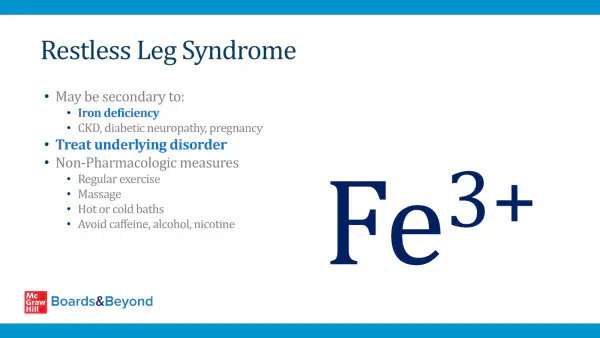 Restless Leg Syndrome
• May be secondary to:
• Iron deficiency
• CKD, diabetic neuropathy, pregnancy
• Treat underlying disorder
• Non-Pharmacologic measures
• Regular exercise
• Massage
• Hot or cold baths
• Avoid caffeine, alcohol, nicotine
Fe³⁺
Mc
Graw
Hill
Boards&Beyond